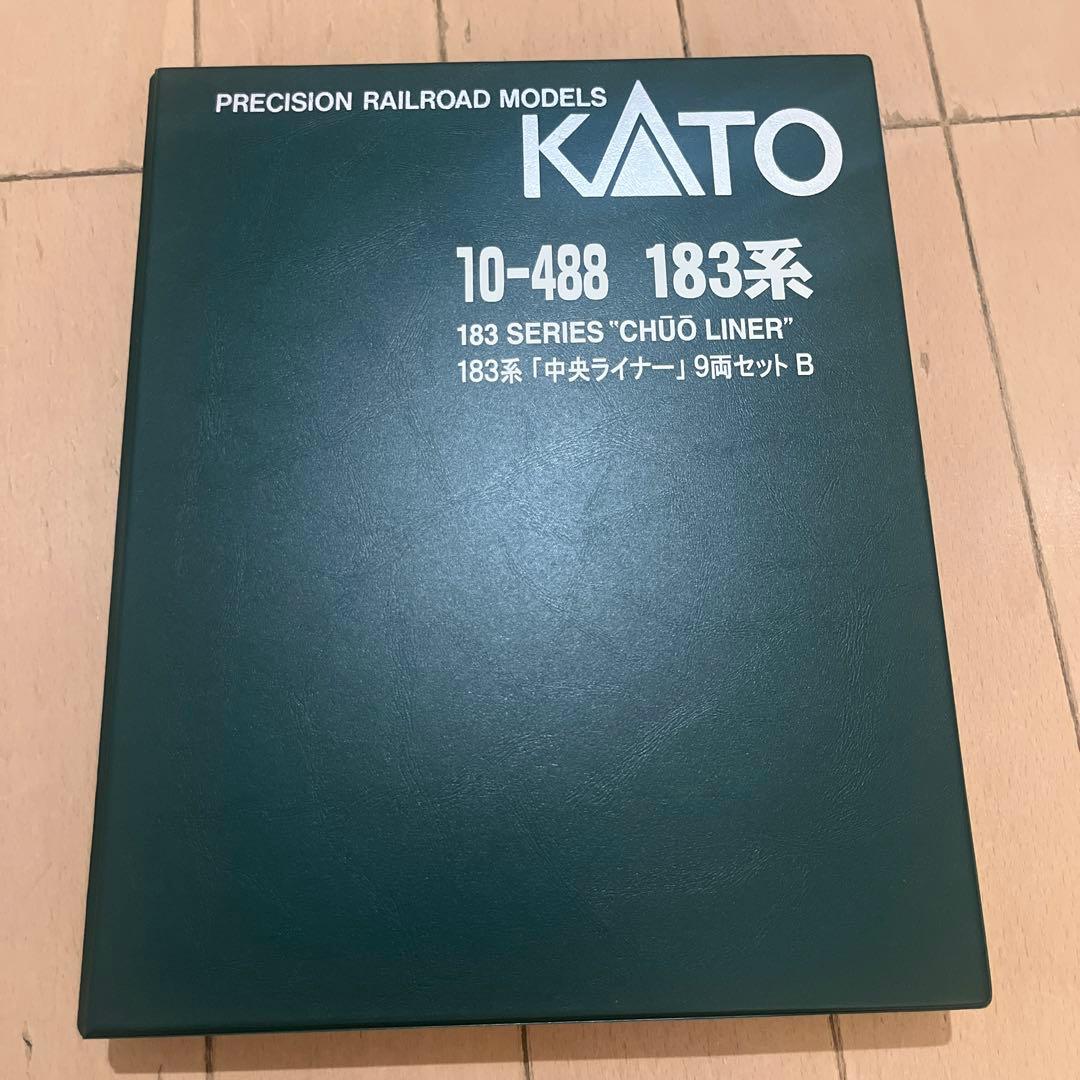 PRECISION RAILROAD MODELS
KATO
10-488 183系
183 SERIES "CHŪŌ LINER"
183系「中央ライナー」9両セット B